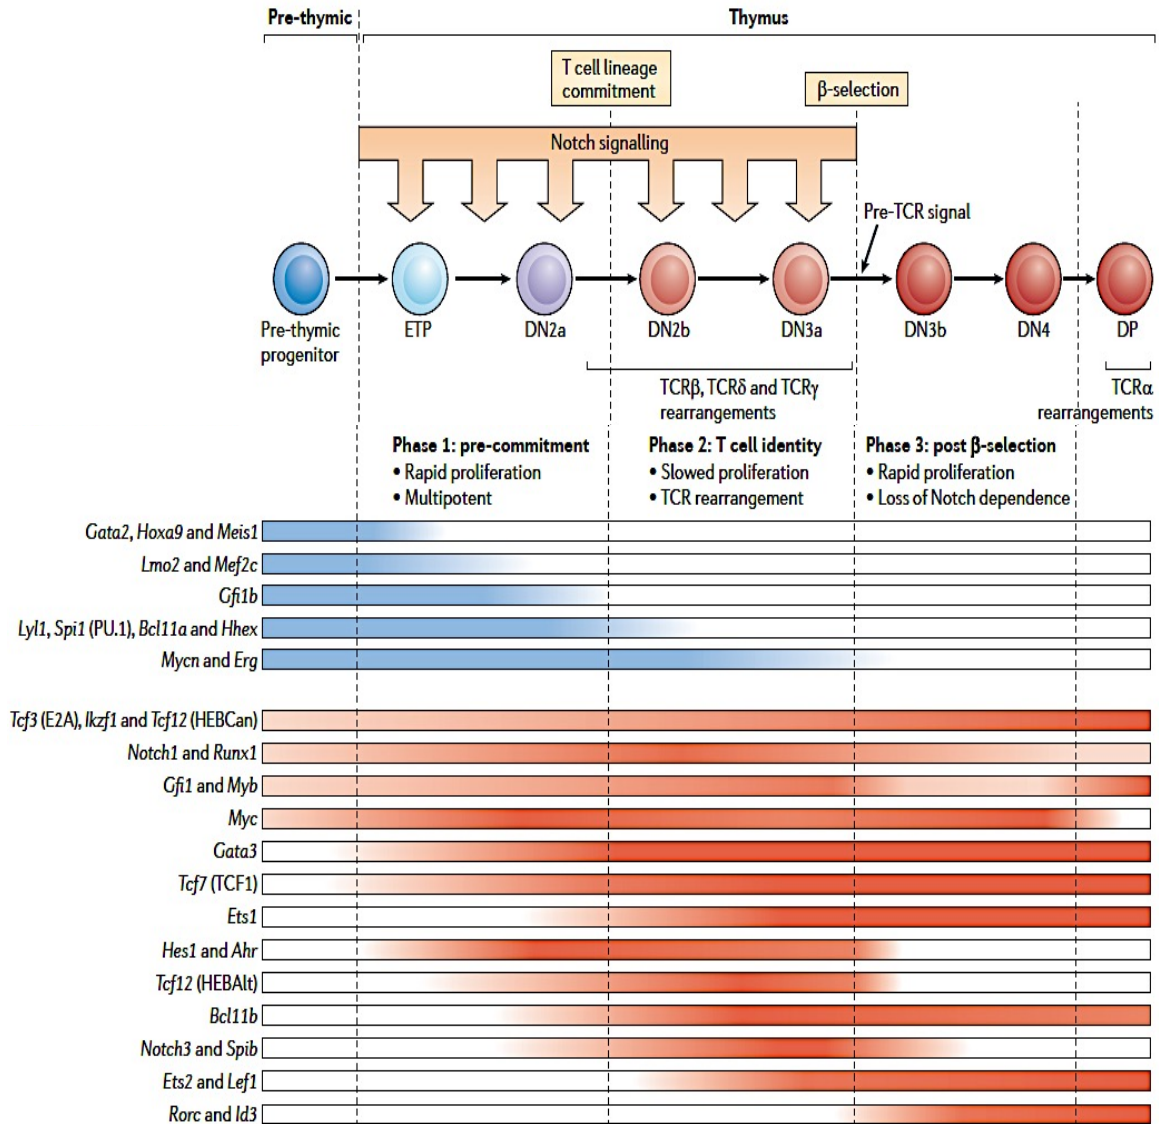 Pre-thymic
Thymus
T cell lineage
commitment
β-selection
Notch signalling
Pre-TCR signal
Pre-thymic
progenitor
ETP
DN2a
DN2b
DN3a
DN3b
DN4
DP
TCRβ, TCRδ and TCRγ
rearrangements
TCRα
rearrangements
Phase 1: pre-commitment
• Rapid proliferation
• Multipotent
Phase 2: T cell identity
• Slowed proliferation
• TCR rearrangement
Phase 3: post β-selection
• Rapid proliferation
• Loss of Notch dependence
Gata2, Hoxa9 and Meis1
Lmo2 and Mef2c
Gfi1b
Lyl1, Spi1 (PU.1), Bcl11a and Hhex
Mycn and Erg
Tcf3 (E2A), Ikzf1 and Tcf12 (HEBCan)
Notch1 and Runx1
Gfi1 and Myb
Myc
Gata3
Tcf7 (TCF1)
Ets1
Hes1 and Ahr
Tcf12 (HEBAlt)
Bcl11b
Notch3 and Spib
Ets2 and Lef1
Rorc and Id3